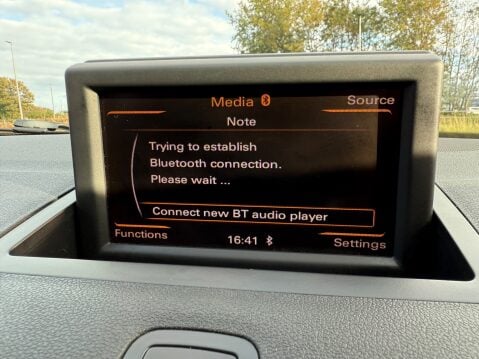 Media
Source
Note
Trying to establish
Bluetooth connection.
Please wait ...
Connect new BT audio player
Functions
16:41
Settings